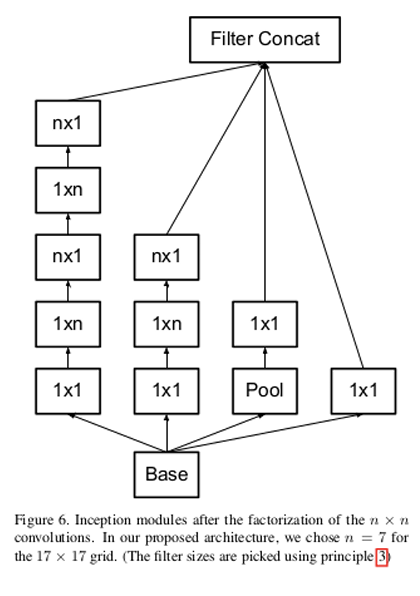 Filter Concat
nx1
1xn
nx1
nx1
1xn
1xn
1x1
1x1
1x1
Pool
1x1
Base
Figure 6. Inception modules after the factorization of the n × n
convolutions. In our proposed architecture, we chose n = 7 for
the 17 × 17 grid. (The filter sizes are picked using principle 3)